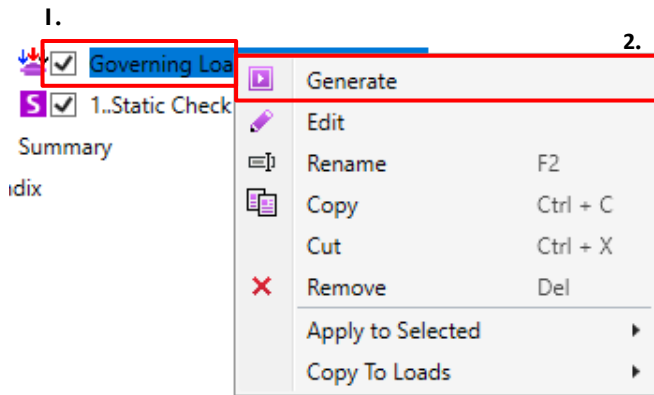 1.
2.
Governing Loa
Generate
S 1..Static Check
Edit
Summary
Rename F2
dix
Copy Ctrl + C
Cut Ctrl + X
Remove Del
Apply to Selected
Copy To Loads